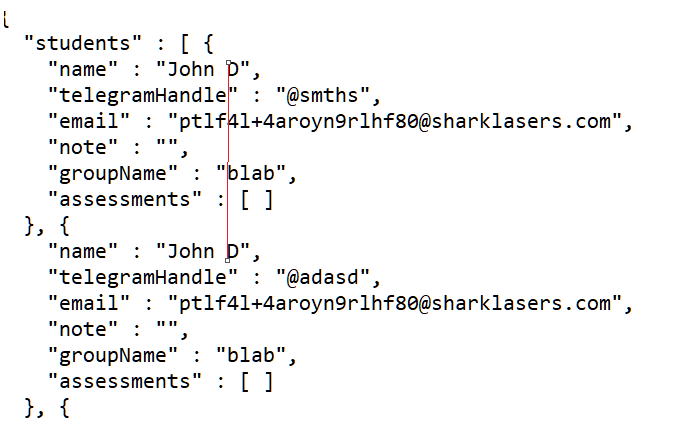 {
"students" : [ {
"name" : "John D",
"telegramHandle" : "@smths",
"email" : "ptlf4l+4aroyn9rlhf80@sharklasers.com",
"note" : "",
"groupName" : "blab",
"assessments" : [ ]
}, {
"name" : "John D",
"telegramHandle" : "@adasd",
"email" : "ptlf4l+4aroyn9rlhf80@sharklasers.com",
"note" : "",
"groupName" : "blab",
"assessments" : [ ]
}, {